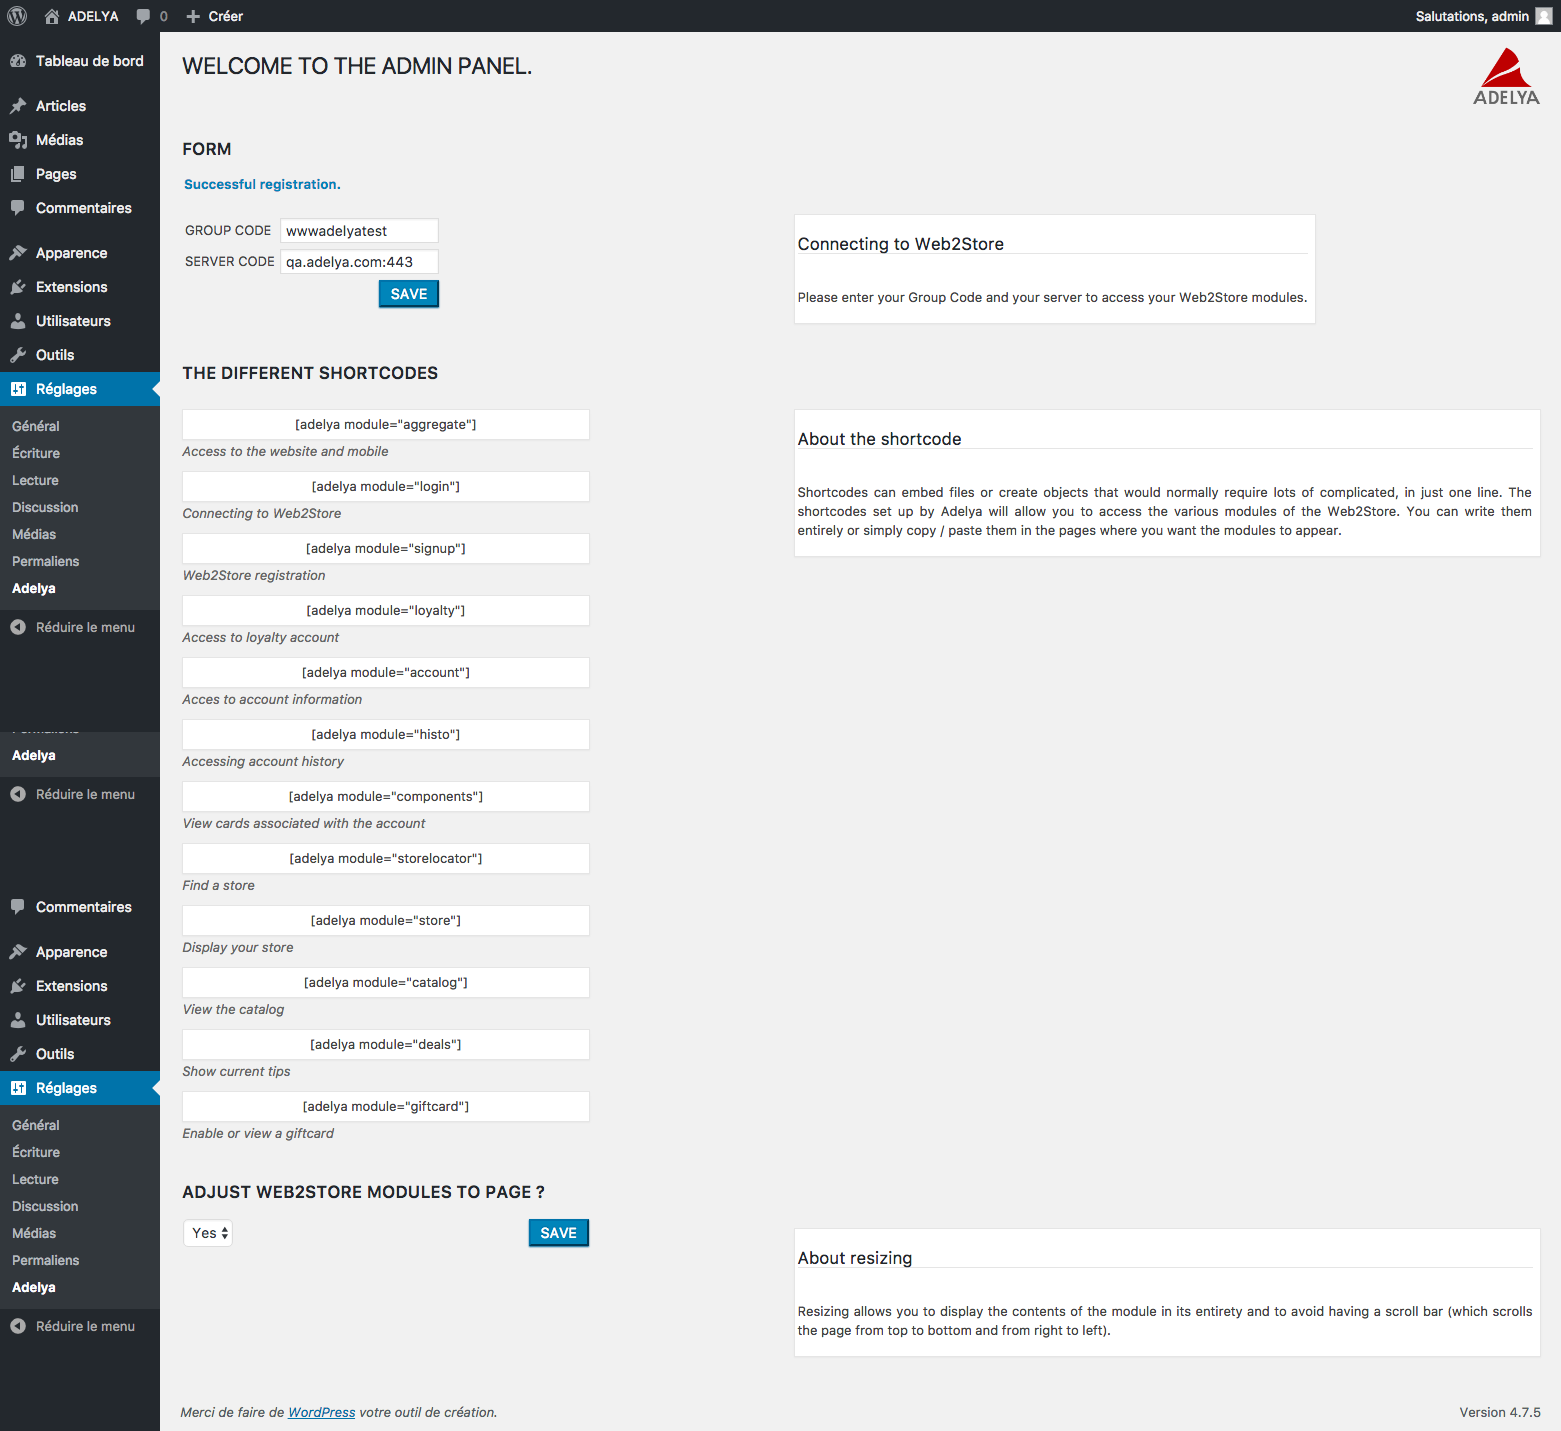 ADELYA 0 Créer
Salutations, admin
Tableau de bord
Articles
Médias
Pages
Commentaires
Apparence
Extensions
Utilisateurs
Outils
Réglages
Général
Écriture
Lecture
Discussion
Médias
Permaliens
Adelya
Réduire le menu
Adelya
Réduire le menu
Commentaires
Apparence
Extensions
Utilisateurs
Outils
Réglages
Général
Écriture
Lecture
Discussion
Médias
Permaliens
Adelya
Réduire le menu
WELCOME TO THE ADMIN PANEL.
ADELYA
FORM
Successful registration.
GROUP CODE wwwadelyatest
SERVER CODE qa.adelya.com:443
SAVE
Connecting to Web2Store
Please enter your Group Code and your server to access your Web2Store modules.
THE DIFFERENT SHORTCODES
[adelya module="aggregate"]
Access to the website and mobile
[adelya module="login"]
Connecting to Web2Store
[adelya module="signup"]
Web2Store registration
[adelya module="loyalty"]
Access to loyalty account
[adelya module="account"]
Acces to account information
[adelya module="histo"]
Accessing account history
[adelya module="components"]
View cards associated with the account
[adelya module="storelocator"]
Find a store
[adelya module="store"]
Display your store
[adelya module="catalog"]
View the catalog
[adelya module="deals"]
Show current tips
[adelya module="giftcard"]
Enable or view a giftcard
About the shortcode
Shortcodes can embed files or create objects that would normally require lots of complicated, in just one line. The
shortcodes set up by Adelya will allow you to access the various modules of the Web2Store. You can write them
entirely or simply copy / paste them in the pages where you want the modules to appear.
ADJUST WEB2STORE MODULES TO PAGE ?
Yes
SAVE
About resizing
Resizing allows you to display the contents of the module in its entirety and to avoid having a scroll bar (which scrolls
the page from top to bottom and from right to left).
Merci de faire de WordPress votre outil de création.
Version 4.7.5